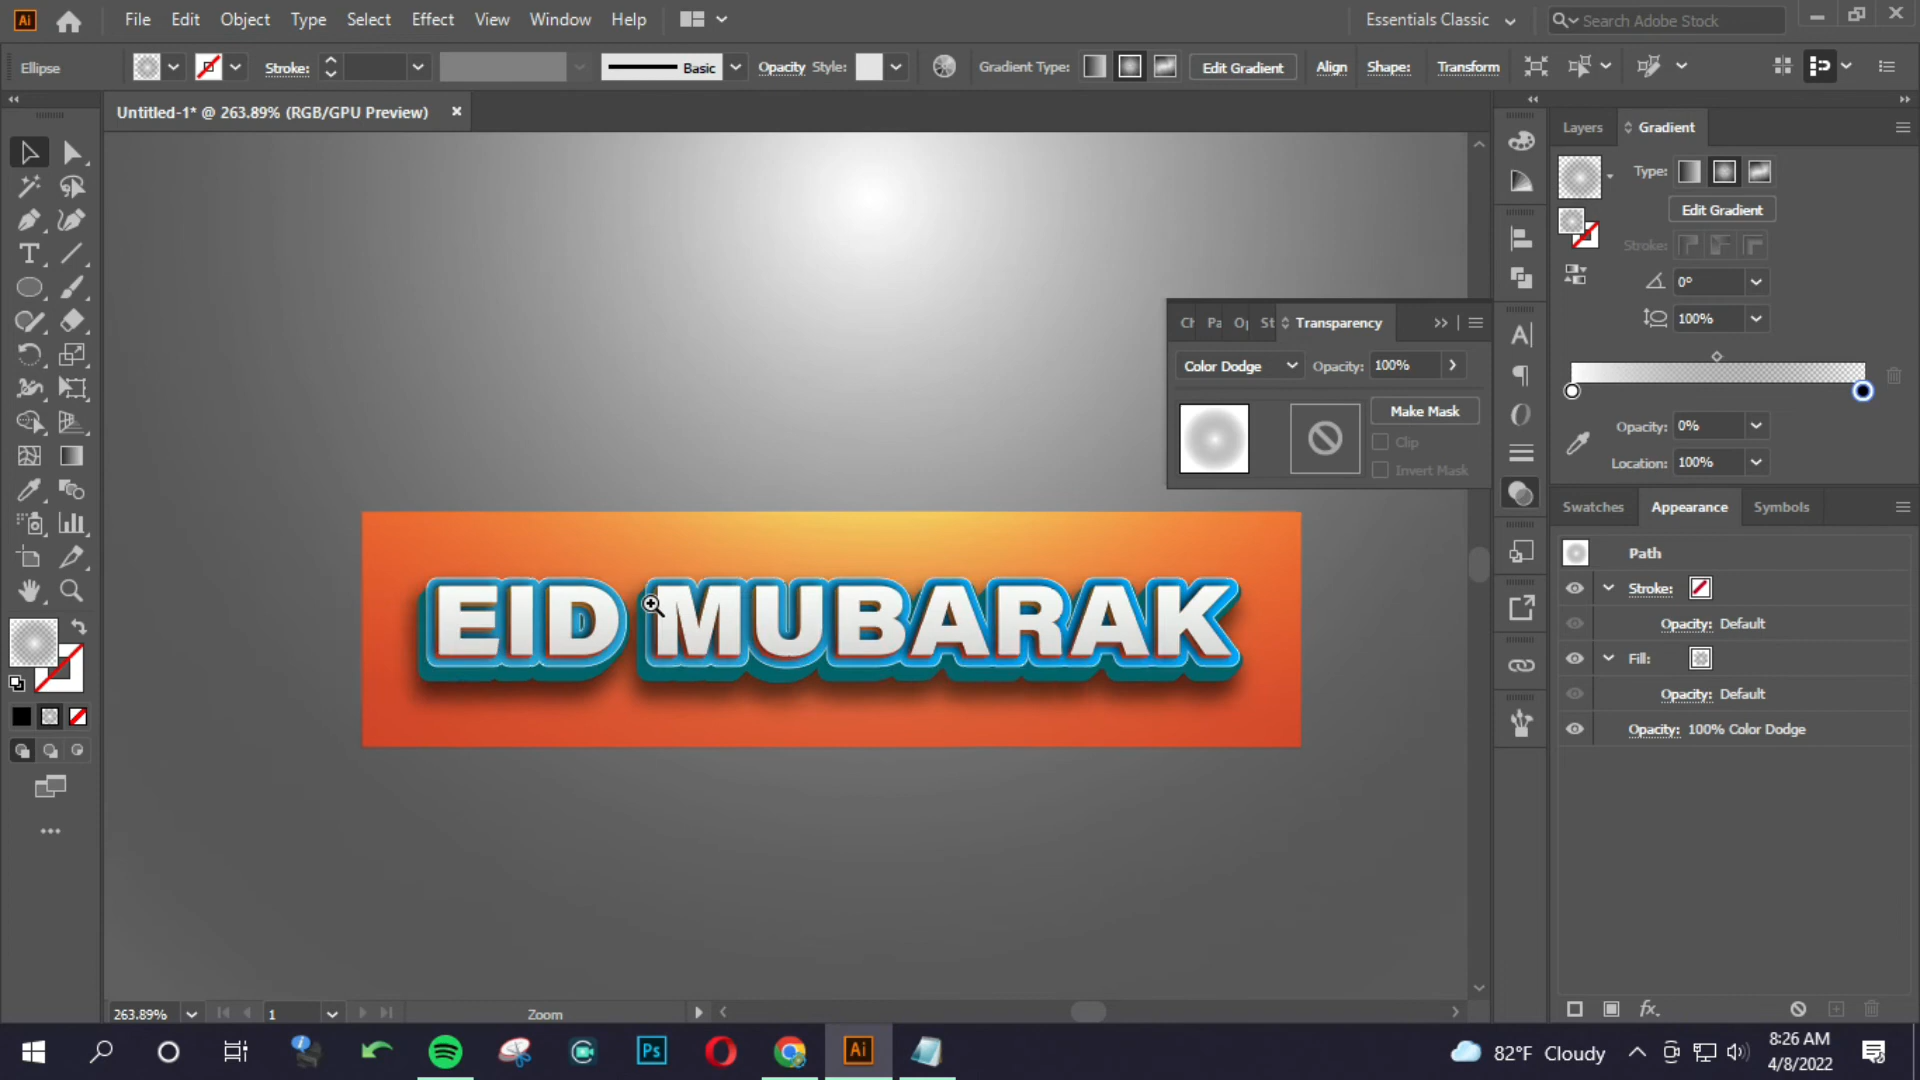 Ai File Edit Object Type Select Effect View Window Help Essentials Classic Search Adobe Stock
Ellipse Stroke: Basic Opacity Style: Gradient Type: Edit Gradient Align Shape: Transform
Untitled-1* @ 263.89% (RGB/GPU Preview)
Layers Gradient
Type:
Edit Gradient
Stroke:
0°
100%
Opacity: 0%
Location: 100%
Transparency
Color Dodge Opacity: 100%
Make Mask
Clip
Invert Mask
EID MUBARAK
Swatches Appearance Symbols
Path
Stroke:
Opacity: Default
Fill:
Opacity: Default
Opacity: 100% Color Dodge
fx
263.89% 1 Zoom
Ps Ai
82°F Cloudy
8:26 AM
4/8/2022